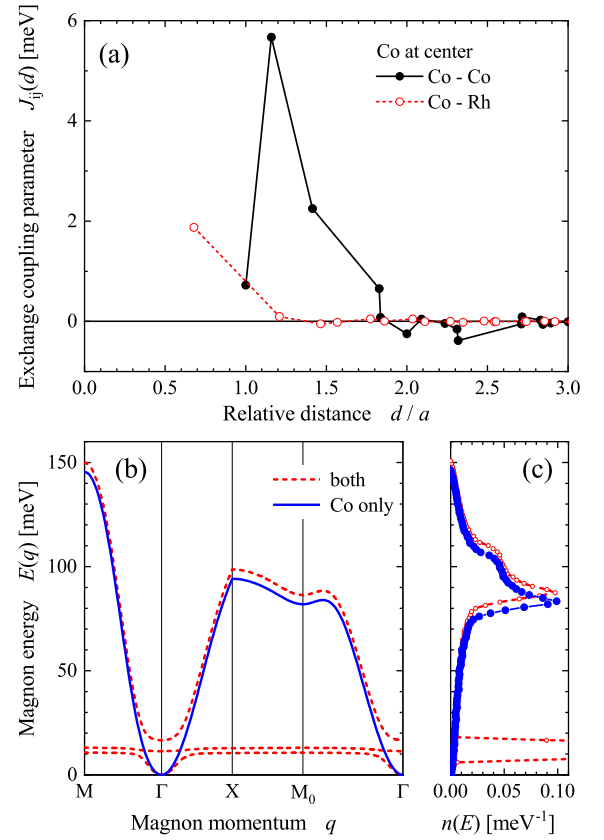 6
(a)
Co at center
Co - Co
Co - Rh
4
2
0
Exchange coupling parameter J_ij(d) [meV]
0.0 0.5 1.0 1.5 2.0 2.5 3.0
Relative distance d / a
150
(b)
both
Co only
(c)
100
50
0
Magnon energy E(q) [meV]
M Γ X M_0 Γ
0.00 0.05 0.10
Magnon momentum q
n(E) [meV⁻¹]